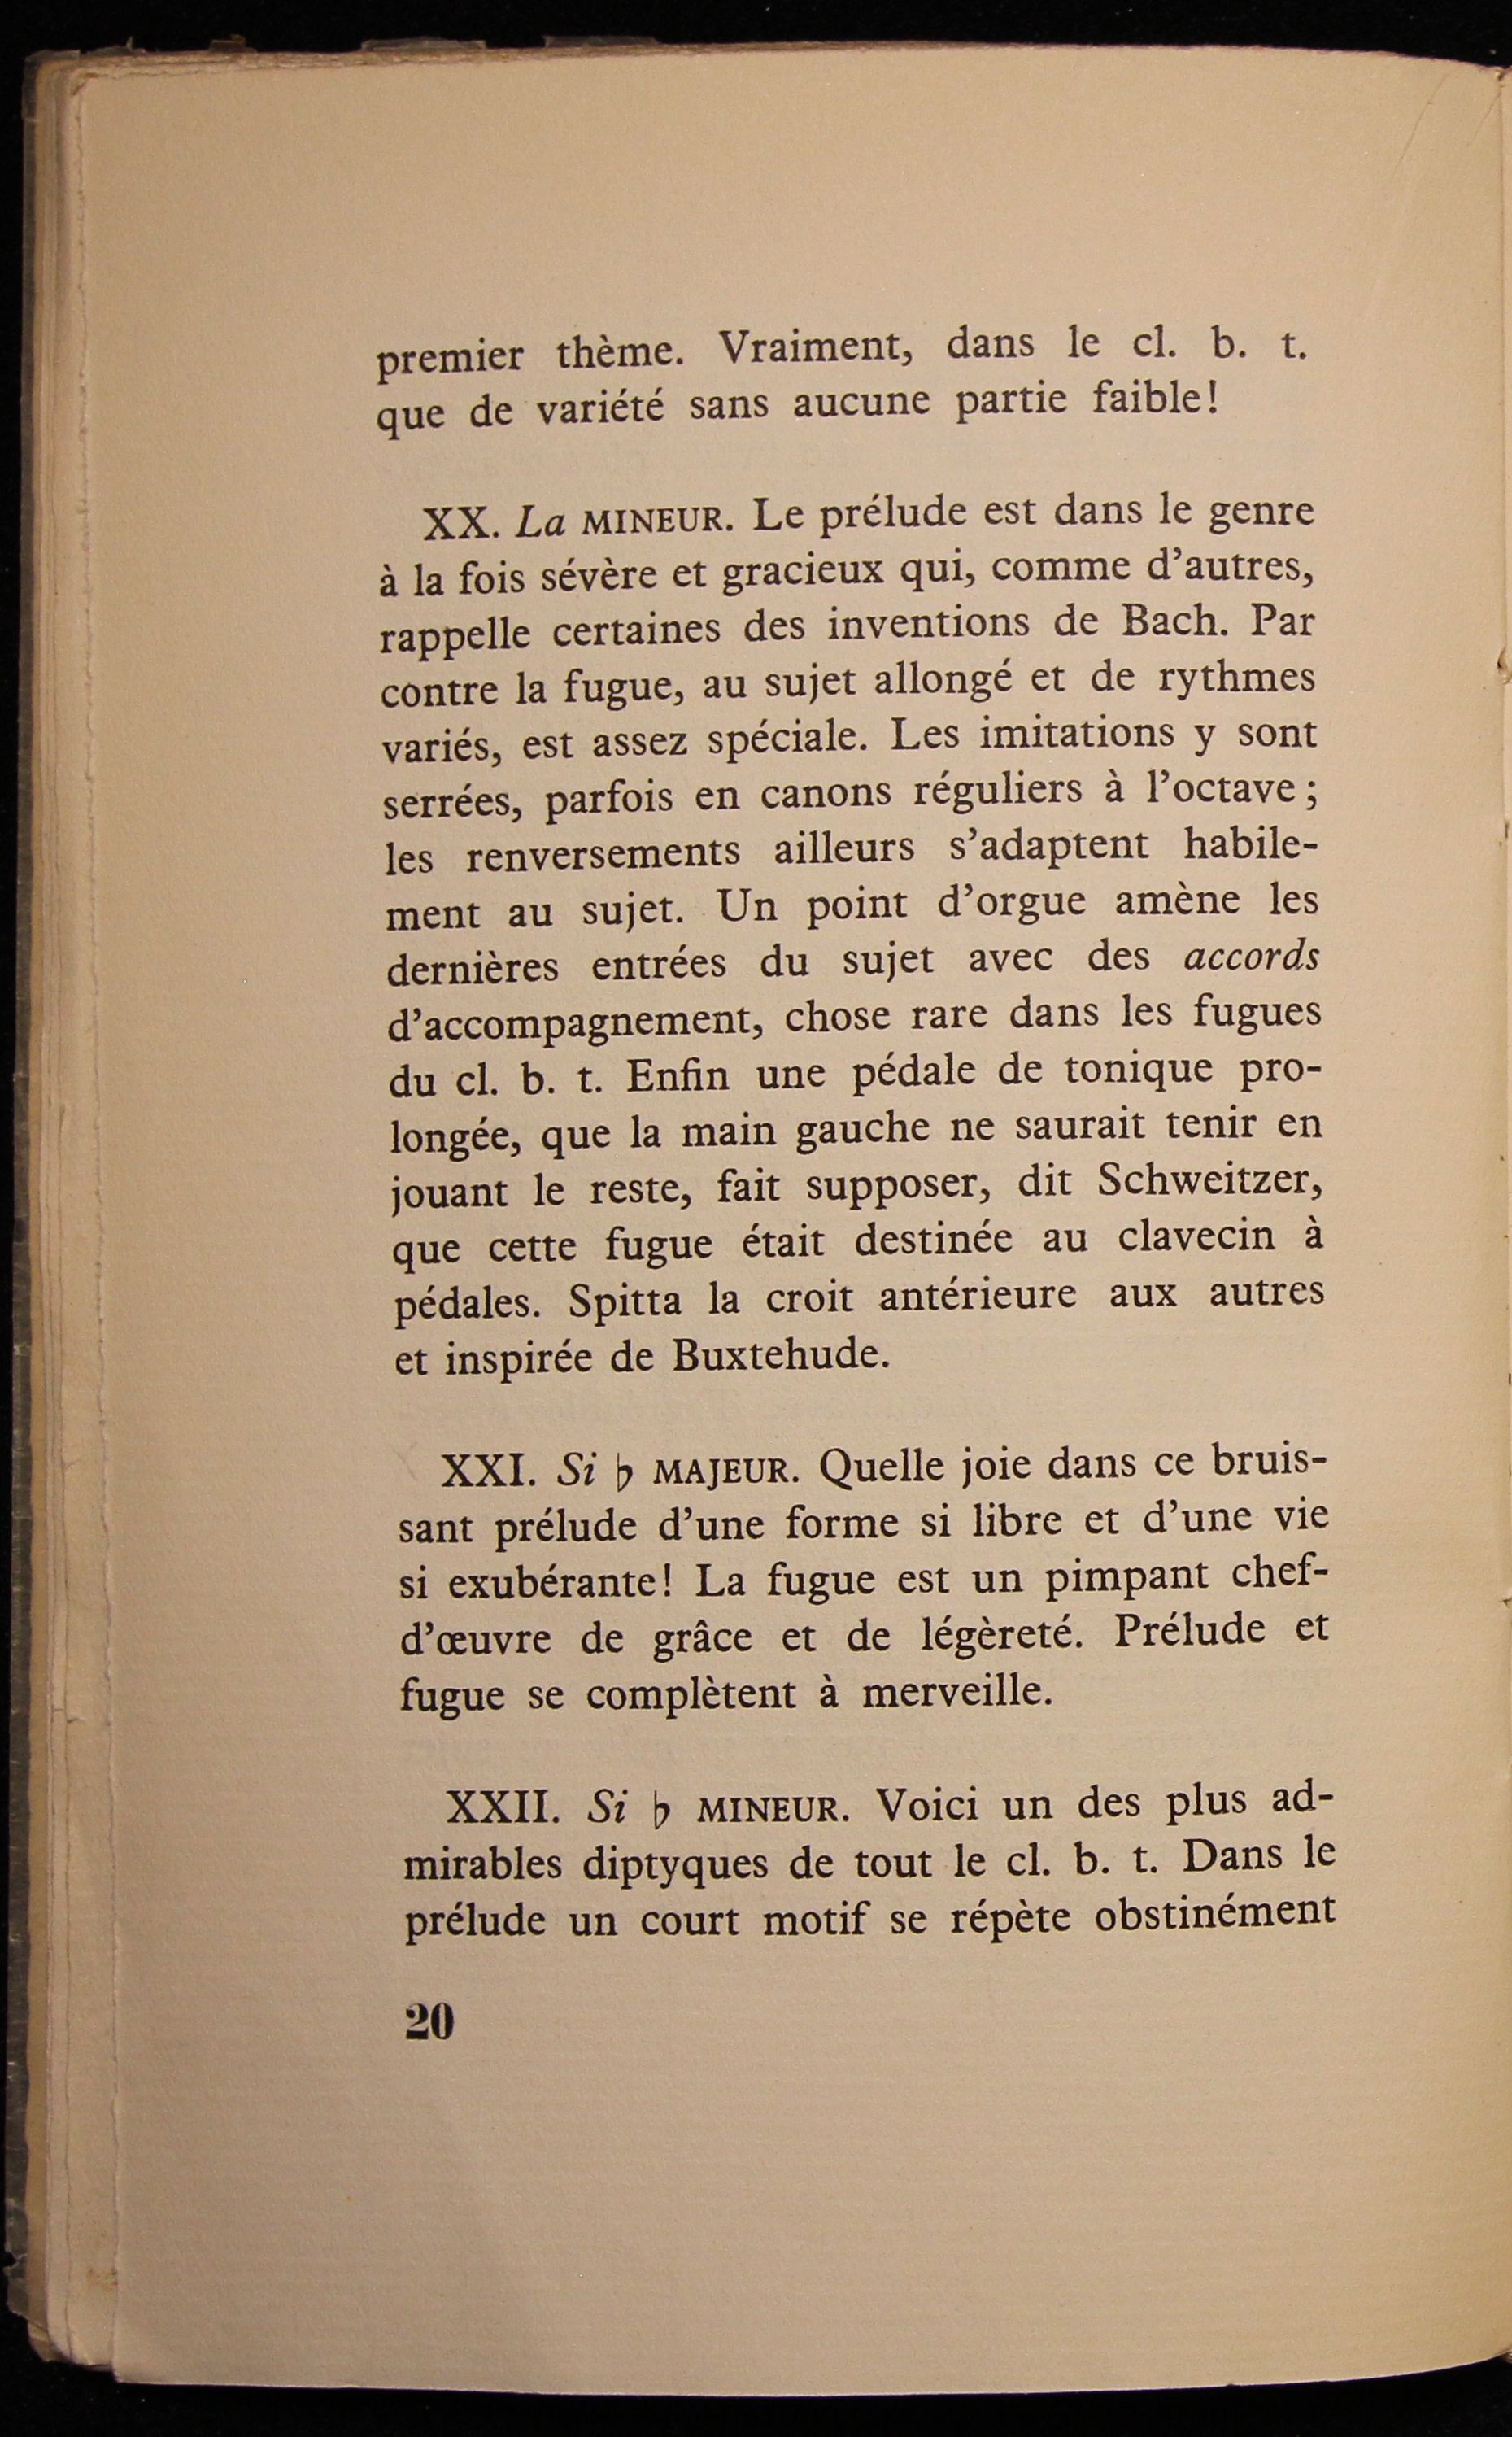 premier thème. Vraiment, dans le cl. b. t.
que de variété sans aucune partie faible!
XX. La MINEUR. Le prélude est dans le genre
à la fois sévère et gracieux qui, comme d’autres,
rappelle certaines des inventions de Bach. Par
contre la fugue, au sujet allongé et de rythmes
variés, est assez spéciale. Les imitations y sont
serrées, parfois en canons réguliers à l’octave ;
les renversements ailleurs s’adaptent habile-
ment au sujet. Un point d’orgue amène les
dernières entrées du sujet avec des accords
d’accompagnement, chose rare dans les fugues
du cl. b. t. Enfin une pédale de tonique pro-
longée, que la main gauche ne saurait tenir en
jouant le reste, fait supposer, dit Schweitzer,
que cette fugue était destinée au clavecin à
pédales. Spitta la croit antérieure aux autres
et inspirée de Buxtehude.
XXI. Si ♭ MAJEUR. Quelle joie dans ce bruis-
sant prélude d’une forme si libre et d’une vie
si exubérante! La fugue est un pimpant chef-
d’œuvre de grâce et de légèreté. Prélude et
fugue se complètent à merveille.
XXII. Si ♭ MINEUR. Voici un des plus ad-
mirables diptyques de tout le cl. b. t. Dans le
prélude un court motif se répète obstinément
20